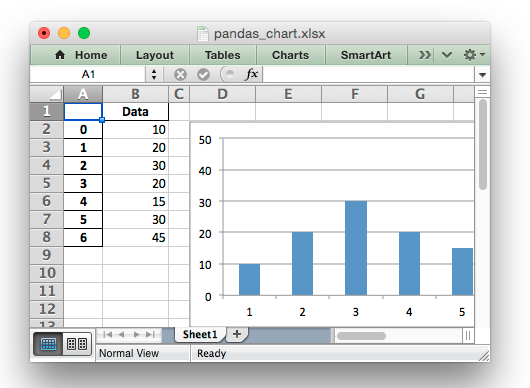 pandas_chart.xlsx
Home Layout Tables Charts SmartArt
A1 fx
A B C D E F G
1 Data
2 0 10
3 1 20
4 2 30
5 3 20
6 4 15
7 5 30
8 6 45
9
10
11
12
13
50
40
30
20
10
0
1 2 3 4 5
Sheet1
Normal View Ready